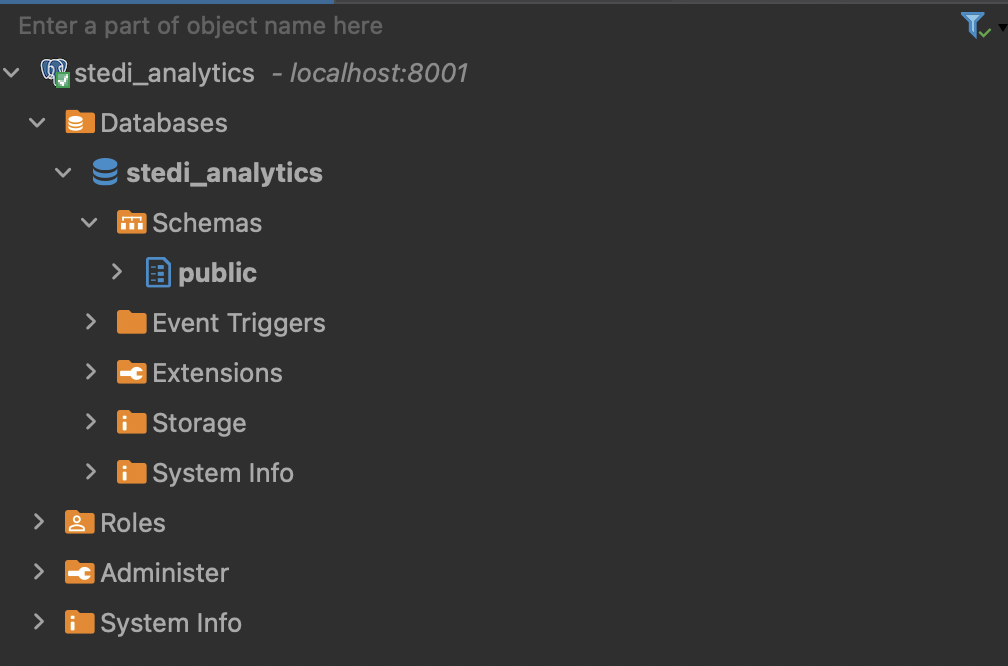 Enter a part of object name here
stedi_analytics - localhost:8001
Databases
stedi_analytics
Schemas
public
Event Triggers
Extensions
Storage
System Info
Roles
Administer
System Info